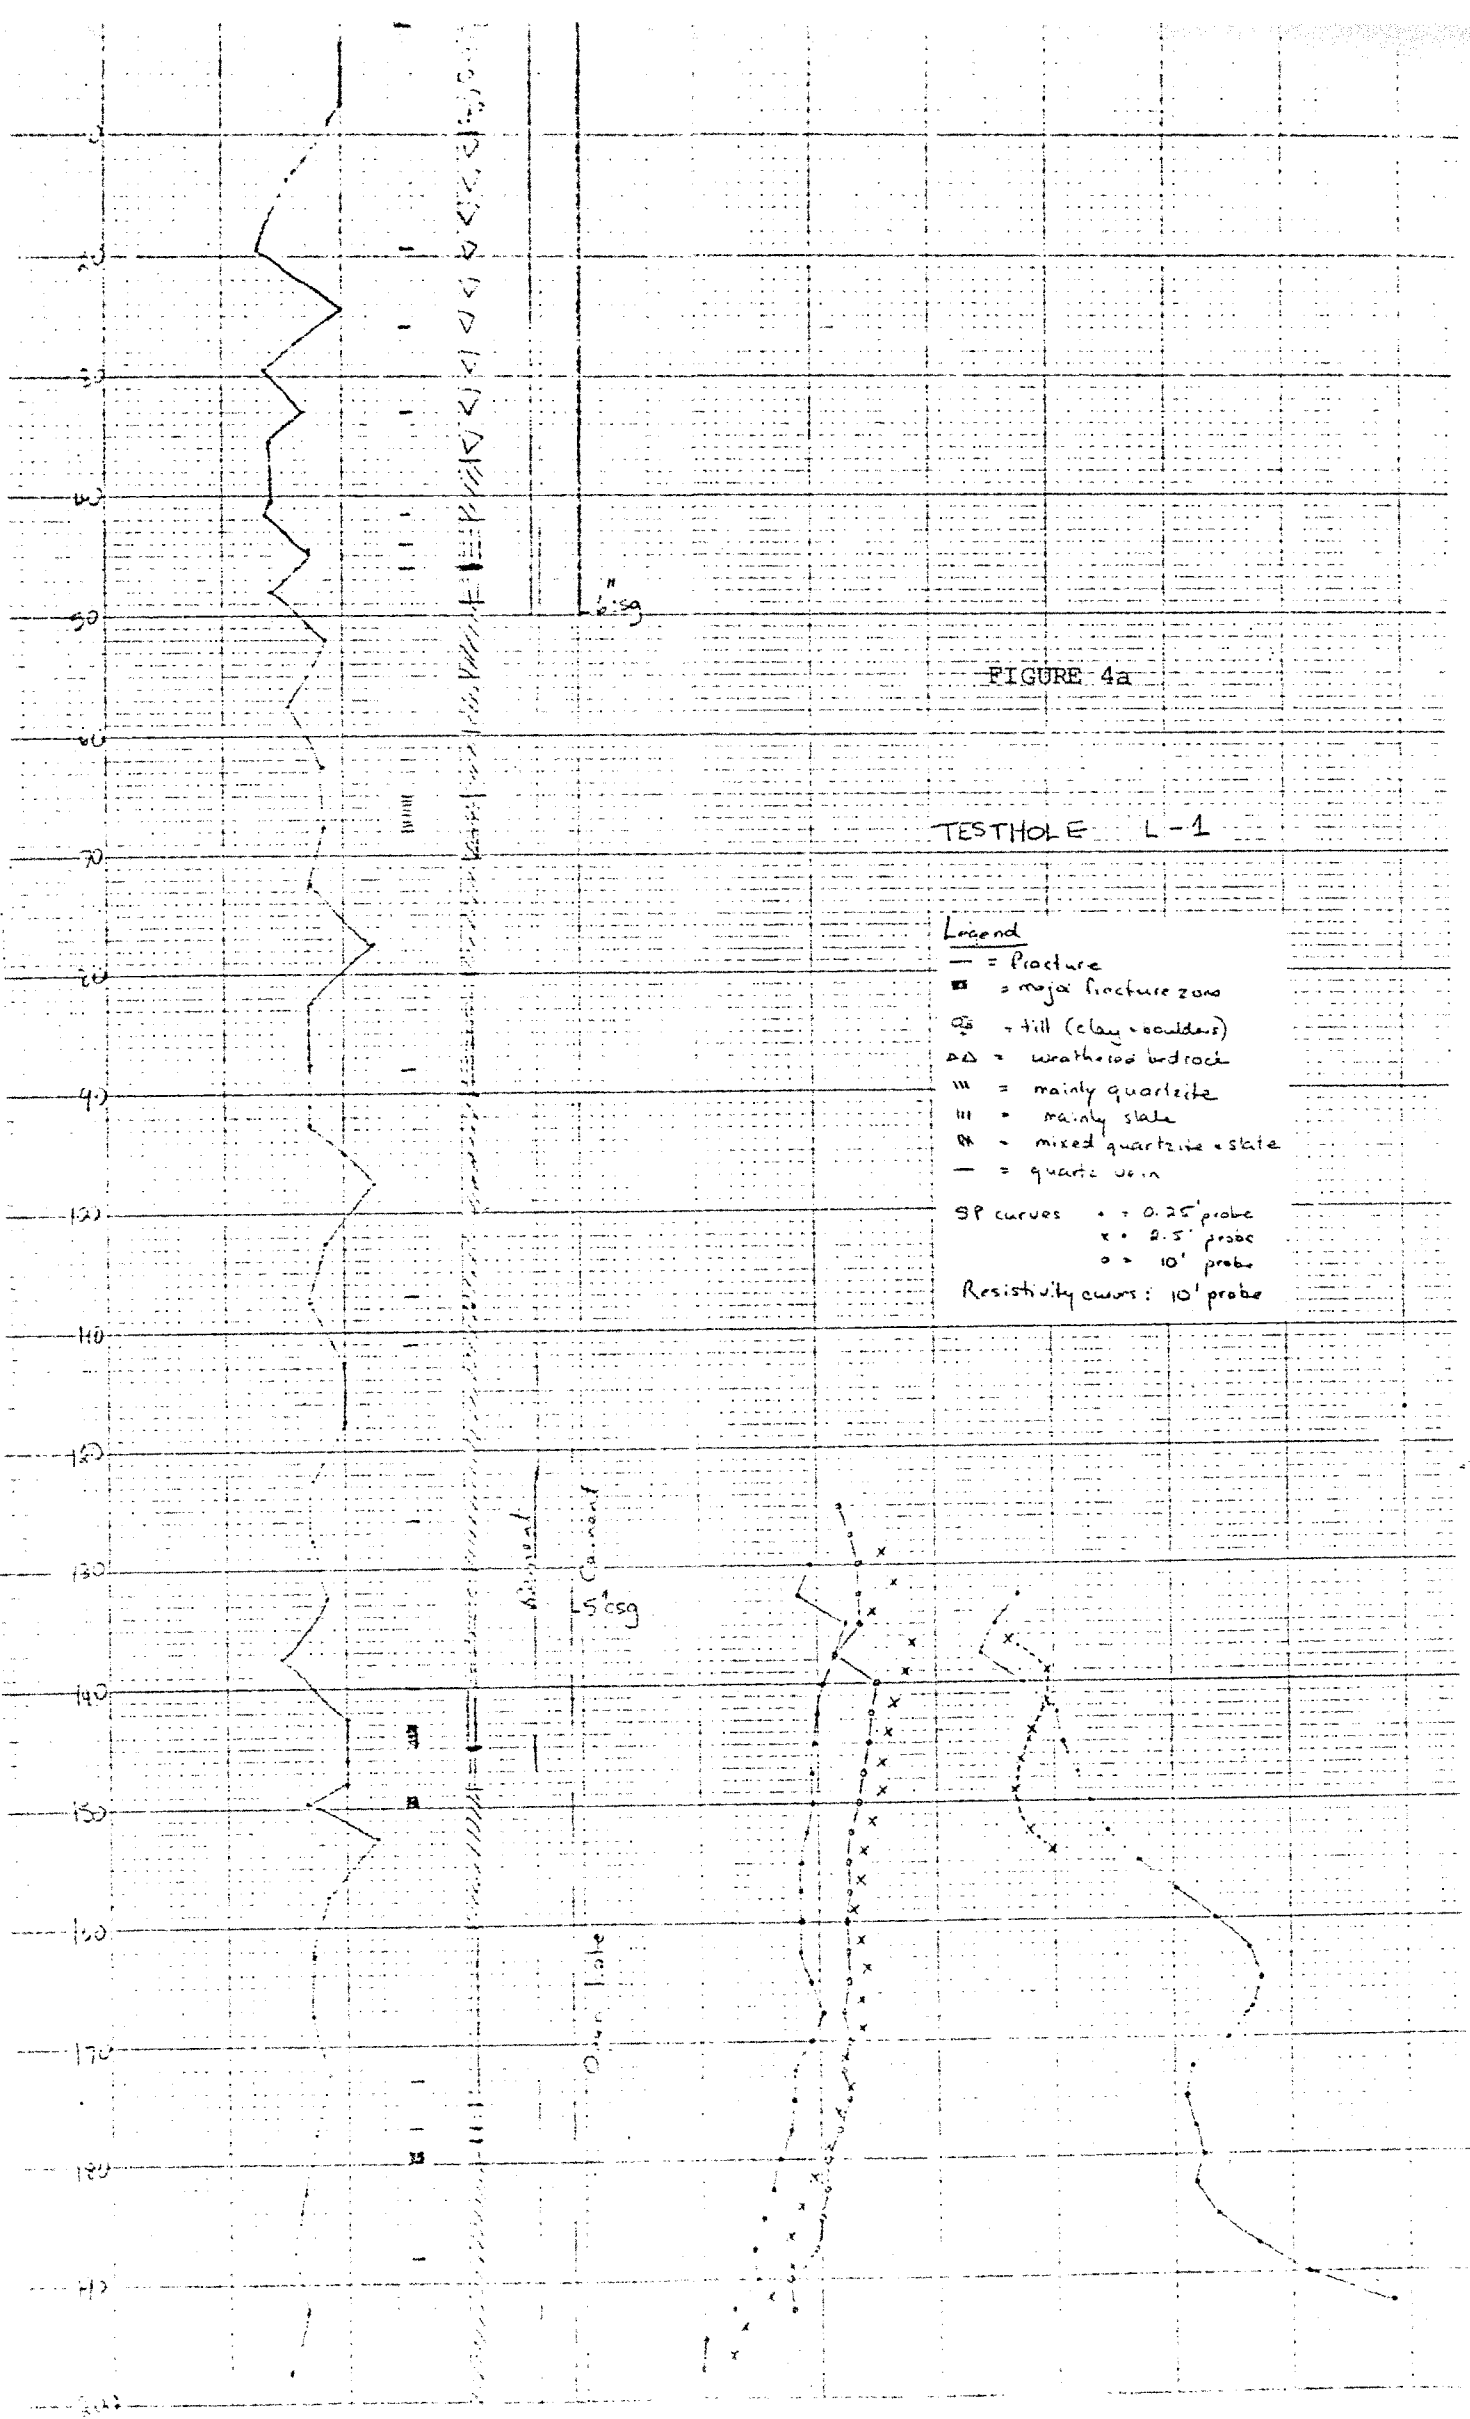 20
30
40
6" csg
50
FIGURE 4a
60
TESTHOLE L-1
70
Legend
— = fracture
80
■ = major fracture zone
= till (clay + boulders)
△△ = weathered bedrock
90
\\\ = mainly quartzite
||| = mainly slate
= mixed quartzite + slate
— = quartz vein
100
SP curves • = 0.25' probe
x = 2.5' probe
o = 10' probe
Resistivity curves: 10' probe
110
120
Cement
130
5" csg
140
150
160
Open hole
170
180